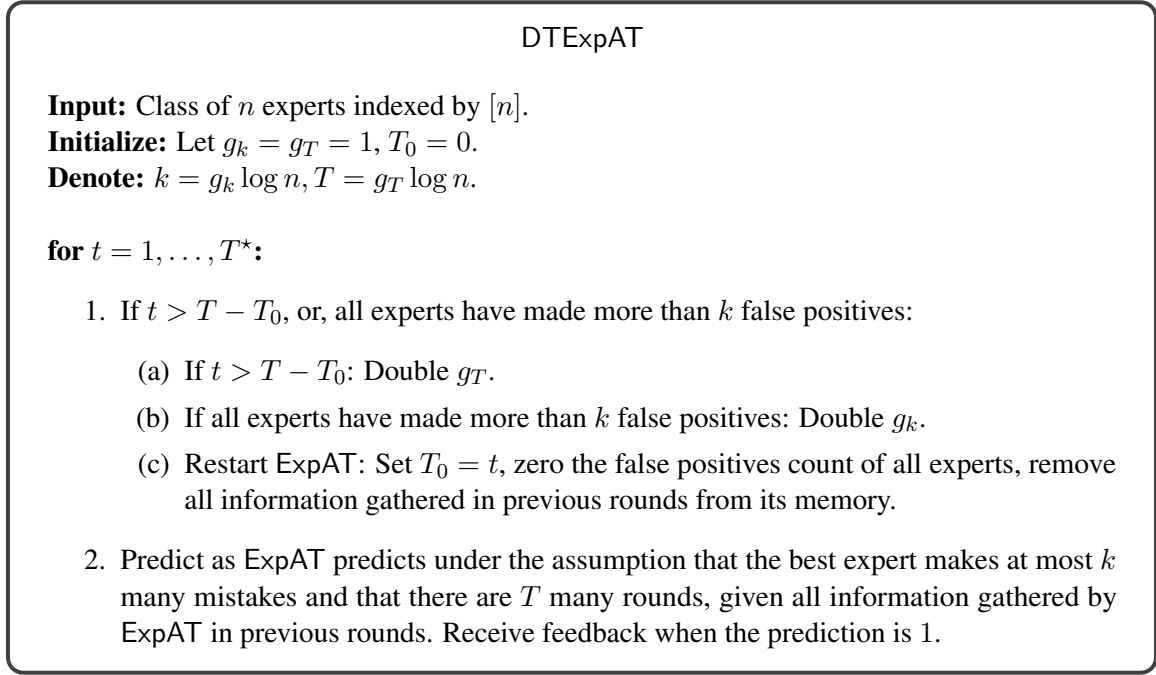 DTExpAT
Input: Class of n experts indexed by [n].
Initialize: Let g_k = g_T = 1, T_0 = 0.
Denote: k = g_k log n, T = g_T log n.
for t = 1, . . . , T^⋆:
1. If t > T − T_0, or, all experts have made more than k false positives:
(a) If t > T − T_0: Double g_T.
(b) If all experts have made more than k false positives: Double g_k.
(c) Restart ExpAT: Set T_0 = t, zero the false positives count of all experts, remove
all information gathered in previous rounds from its memory.
2. Predict as ExpAT predicts under the assumption that the best expert makes at most k
many mistakes and that there are T many rounds, given all information gathered by
ExpAT in previous rounds. Receive feedback when the prediction is 1.